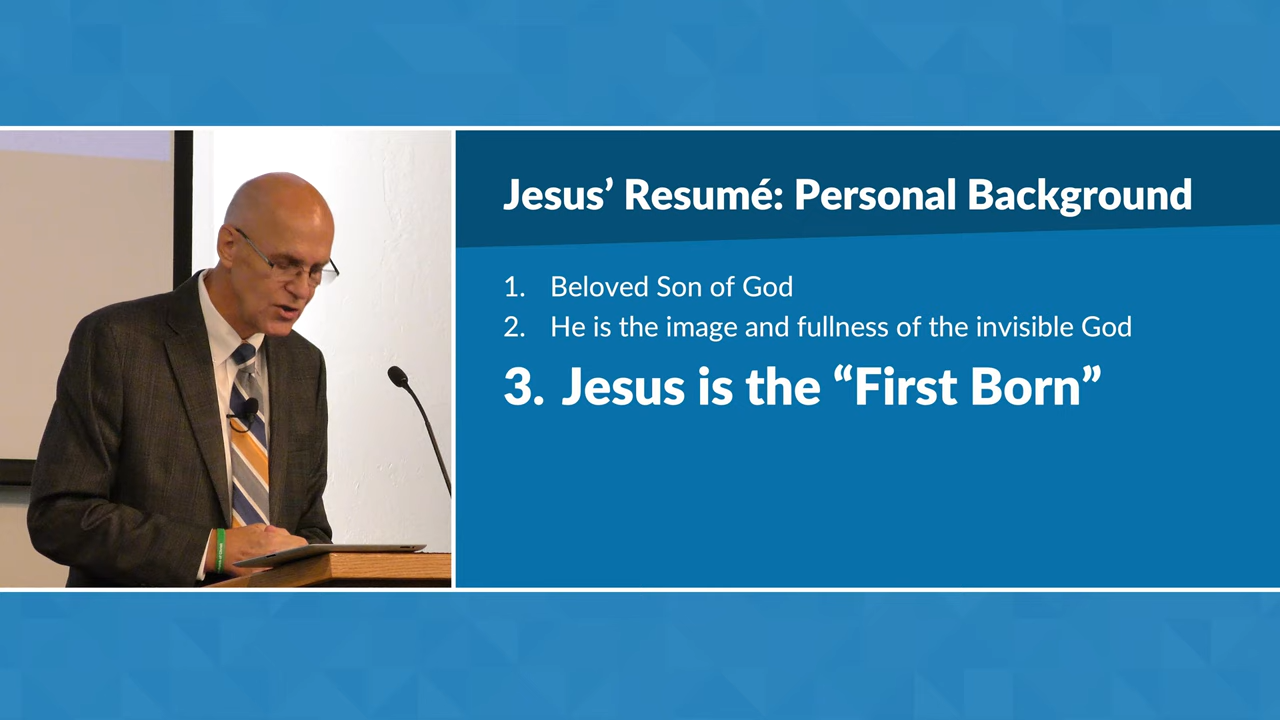 Jesus’ Resumé: Personal Background
1. Beloved Son of God
2. He is the image and fullness of the invisible God
3. Jesus is the “First Born”